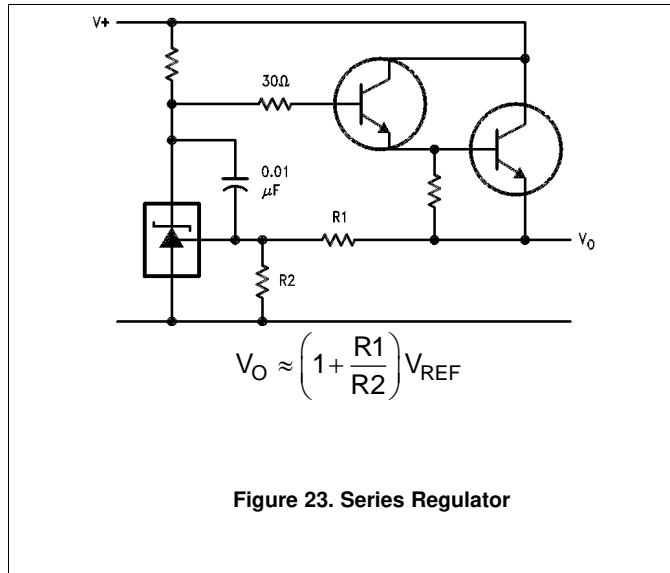 V+
30Ω
0.01
μF
R1
V_O
R2
V_O ≈ (1 + R1/R2) V_REF
Figure 23. Series Regulator